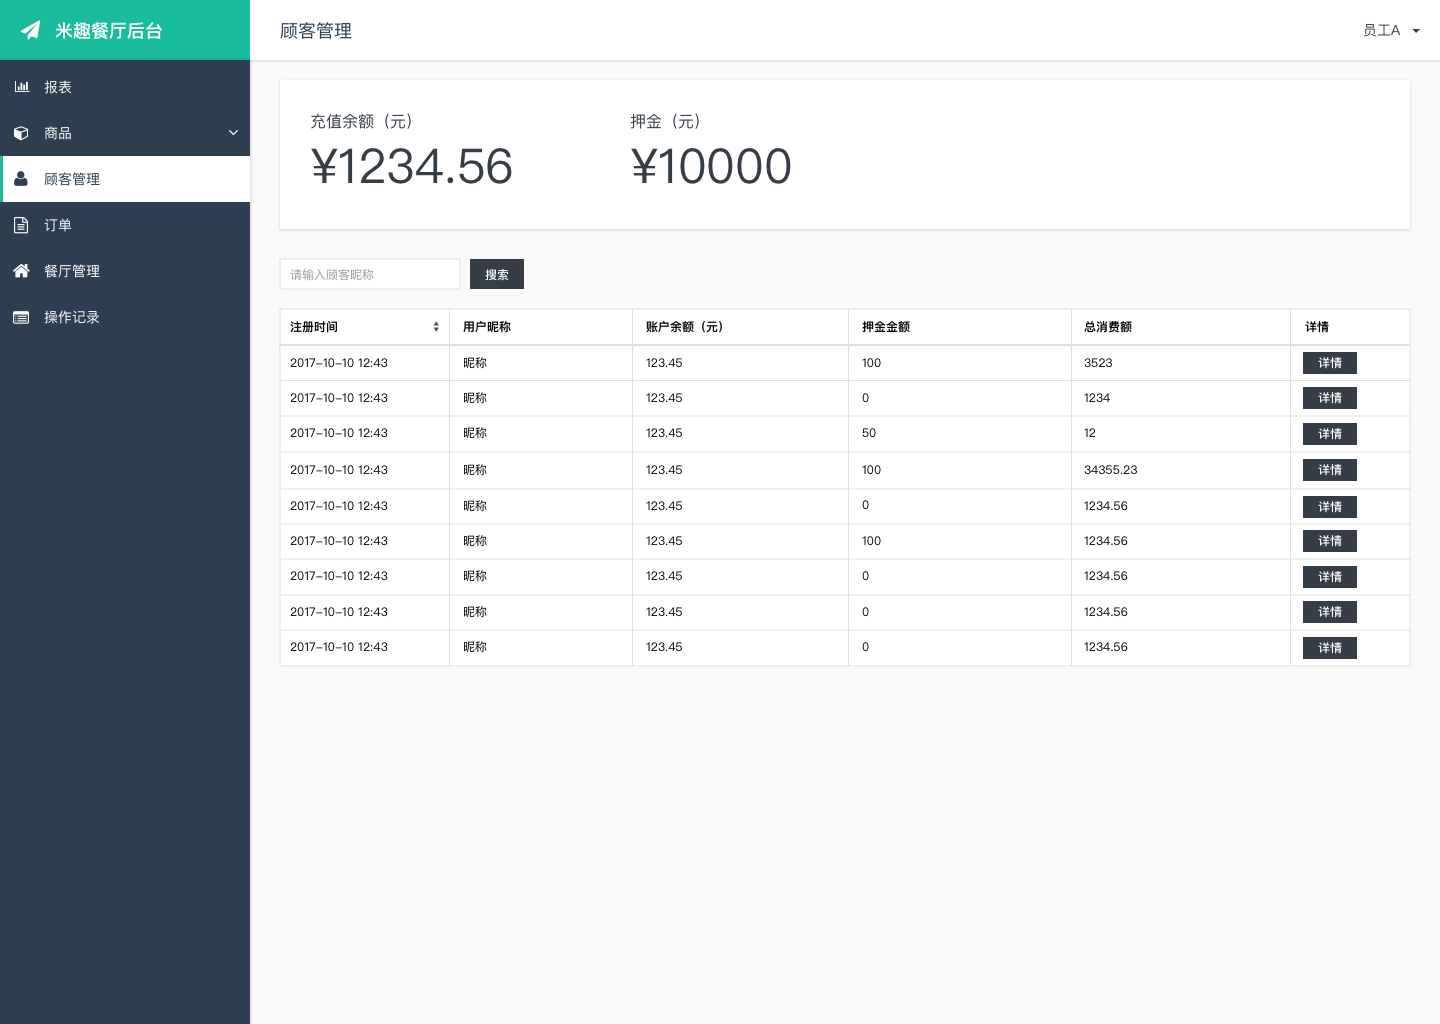 米趣餐厅后台
顾客管理
员工A
报表
商品
顾客管理
订单
餐厅管理
操作记录
充值余额（元） 押金（元）
¥1234.56 ¥10000
请输入顾客昵称 搜索
注册时间 用户昵称 账户余额（元） 押金金额 总消费额 详情
2017-10-10 12:43 昵称 123.45 100 3523 详情
2017-10-10 12:43 昵称 123.45 0 1234 详情
2017-10-10 12:43 昵称 123.45 50 12 详情
2017-10-10 12:43 昵称 123.45 100 34355.23 详情
2017-10-10 12:43 昵称 123.45 0 1234.56 详情
2017-10-10 12:43 昵称 123.45 100 1234.56 详情
2017-10-10 12:43 昵称 123.45 0 1234.56 详情
2017-10-10 12:43 昵称 123.45 0 1234.56 详情
2017-10-10 12:43 昵称 123.45 0 1234.56 详情